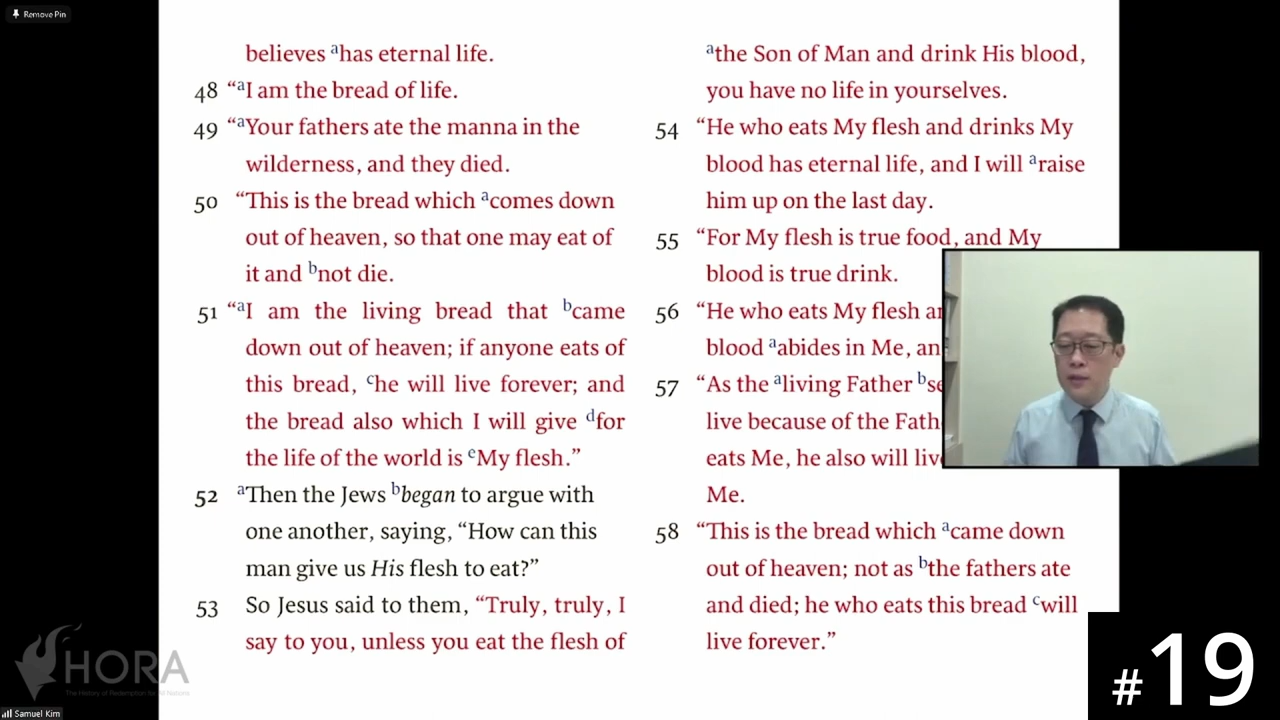 Remove Pin
believes ᵃhas eternal life.
48 “ᵃI am the bread of life.
49 “ᵃYour fathers ate the manna in the
wilderness, and they died.
50 “This is the bread which ᵃcomes down
out of heaven, so that one may eat of
it and ᵇnot die.
51 “ᵃI am the living bread that ᵇcame
down out of heaven; if anyone eats of
this bread, ᶜhe will live forever; and
the bread also which I will give ᵈfor
the life of the world is ᵉMy flesh.”
52 ᵃThen the Jews ᵇbegan to argue with
one another, saying, “How can this
man give us His flesh to eat?”
53 So Jesus said to them, “Truly, truly, I
say to you, unless you eat the flesh of
ᵃthe Son of Man and drink His blood,
you have no life in yourselves.
54 “He who eats My flesh and drinks My
blood has eternal life, and I will ᵃraise
him up on the last day.
55 “For My flesh is true food, and My
blood is true drink.
56 “He who eats My flesh a
blood ᵃabides in Me, an
57 “As the ᵃliving Father ᵇse
live because of the Fath
eats Me, he also will liv
Me.
58 “This is the bread which ᵃcame down
out of heaven; not as ᵇthe fathers ate
and died; he who eats this bread ᶜwill
live forever.”
HORA
The History of Redemption for All Nations
Samuel Kim
#19